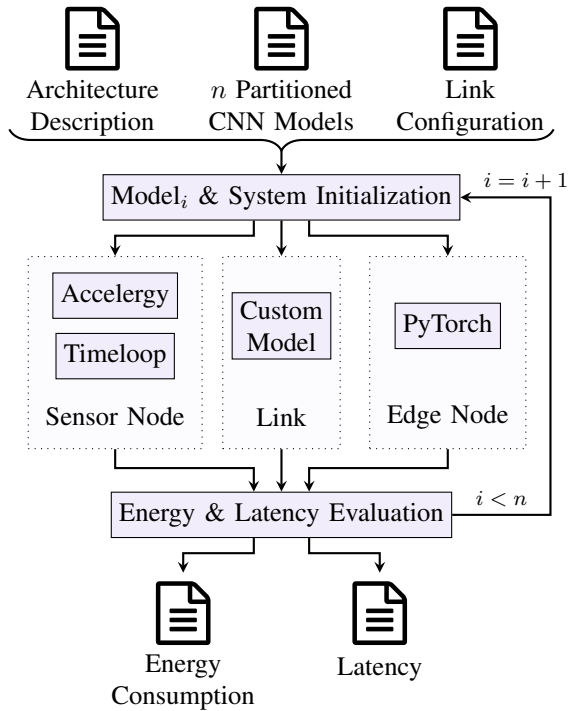 Architecture
Description
n Partitioned
CNN Models
Link
Configuration
Model_i & System Initialization
i = i + 1
Accelergy
Timeloop
Sensor Node
Custom
Model
Link
PyTorch
Edge Node
Energy & Latency Evaluation
i < n
Energy
Consumption
Latency